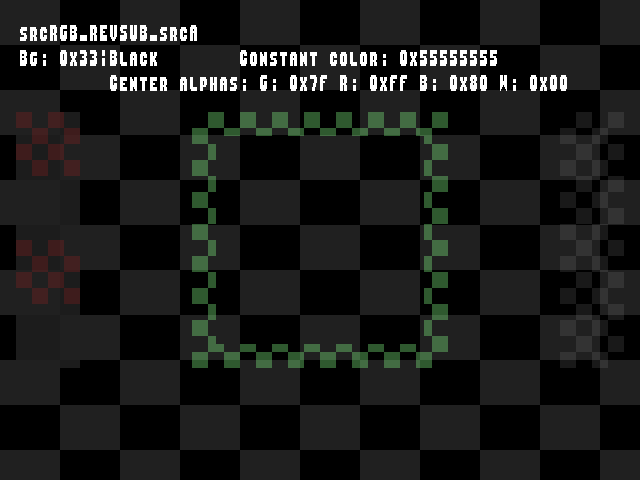 srcRGB_REVSUB_srcA
Bg: 0x33¦Black Constant color: 0x55555555
Center alphas: G: 0x7f R: 0xff B: 0x80 W: 0x00